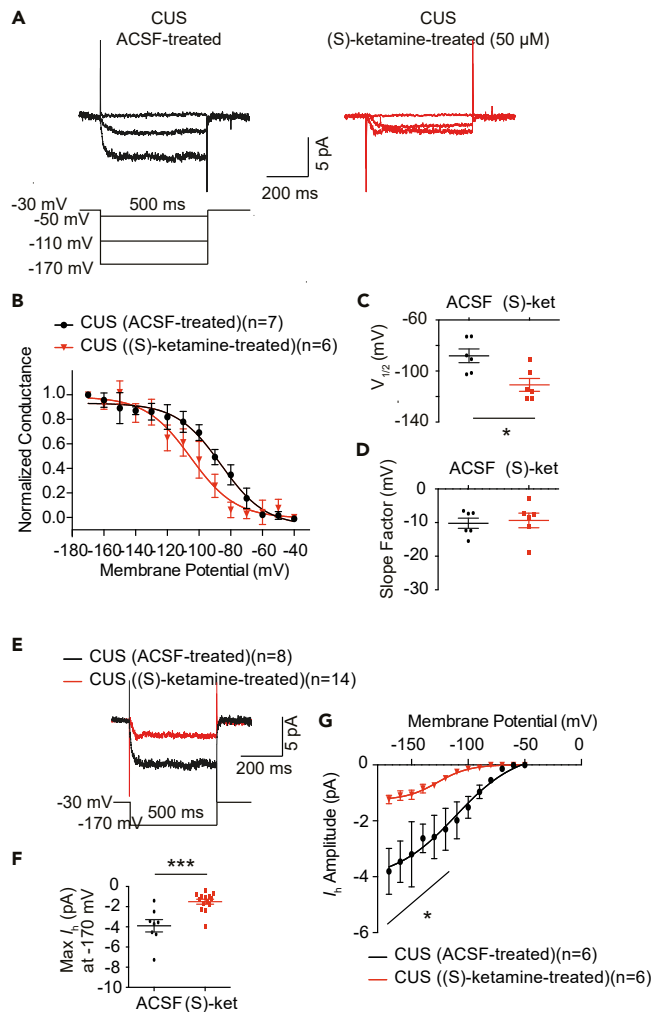 A
CUS
ACSF-treated
CUS
(S)-ketamine-treated (50 µM)
5 pA
200 ms
-30 mV
500 ms
-50 mV
-110 mV
-170 mV
B
CUS (ACSF-treated)(n=7)
CUS ((S)-ketamine-treated)(n=6)
Normalized Conductance
1.0
0.8
0.6
0.4
0.2
0.0
-180 -160 -140 -120 -100 -80 -60 -40
Membrane Potential (mV)
C
ACSF (S)-ket
V1/2 (mV)
-60
-100
-140
*
D
ACSF (S)-ket
Slope Factor (mV)
0
-10
-20
-30
E
CUS (ACSF-treated)(n=8)
CUS ((S)-ketamine-treated)(n=14)
5 pA
200 ms
-30 mV
-170 mV
500 ms
F
***
Max Ih (pA)
at -170 mV
0
-2
-4
-6
-8
-10
ACSF (S)-ket
G
Membrane Potential (mV)
-150 -100 -50 0
Ih Amplitude (pA)
0
-2
-4
-6
*
CUS (ACSF-treated)(n=6)
CUS ((S)-ketamine-treated)(n=6)